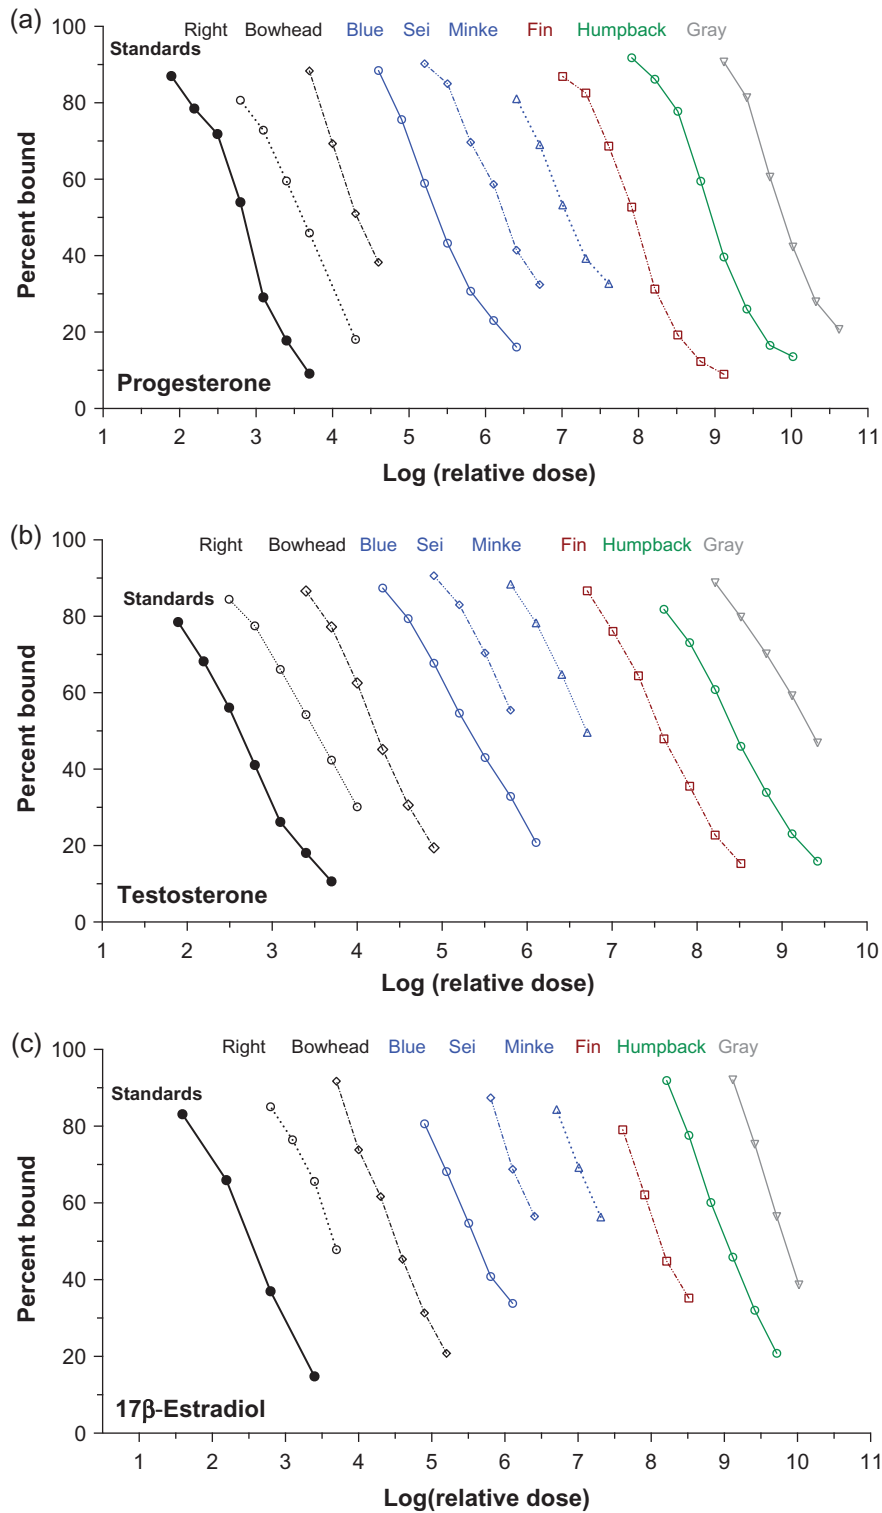 (a)
Right Bowhead Blue Sei Minke Fin Humpback Gray
Standards
100
80
60
40
20
0
Percent bound
Progesterone
1 2 3 4 5 6 7 8 9 10 11
Log (relative dose)
(b)
Right Bowhead Blue Sei Minke Fin Humpback Gray
Standards
100
80
60
40
20
0
Percent bound
Testosterone
1 2 3 4 5 6 7 8 9 10
Log (relative dose)
(c)
Right Bowhead Blue Sei Minke Fin Humpback Gray
Standards
100
80
60
40
20
0
Percent bound
17β-Estradiol
1 2 3 4 5 6 7 8 9 10 11
Log(relative dose)